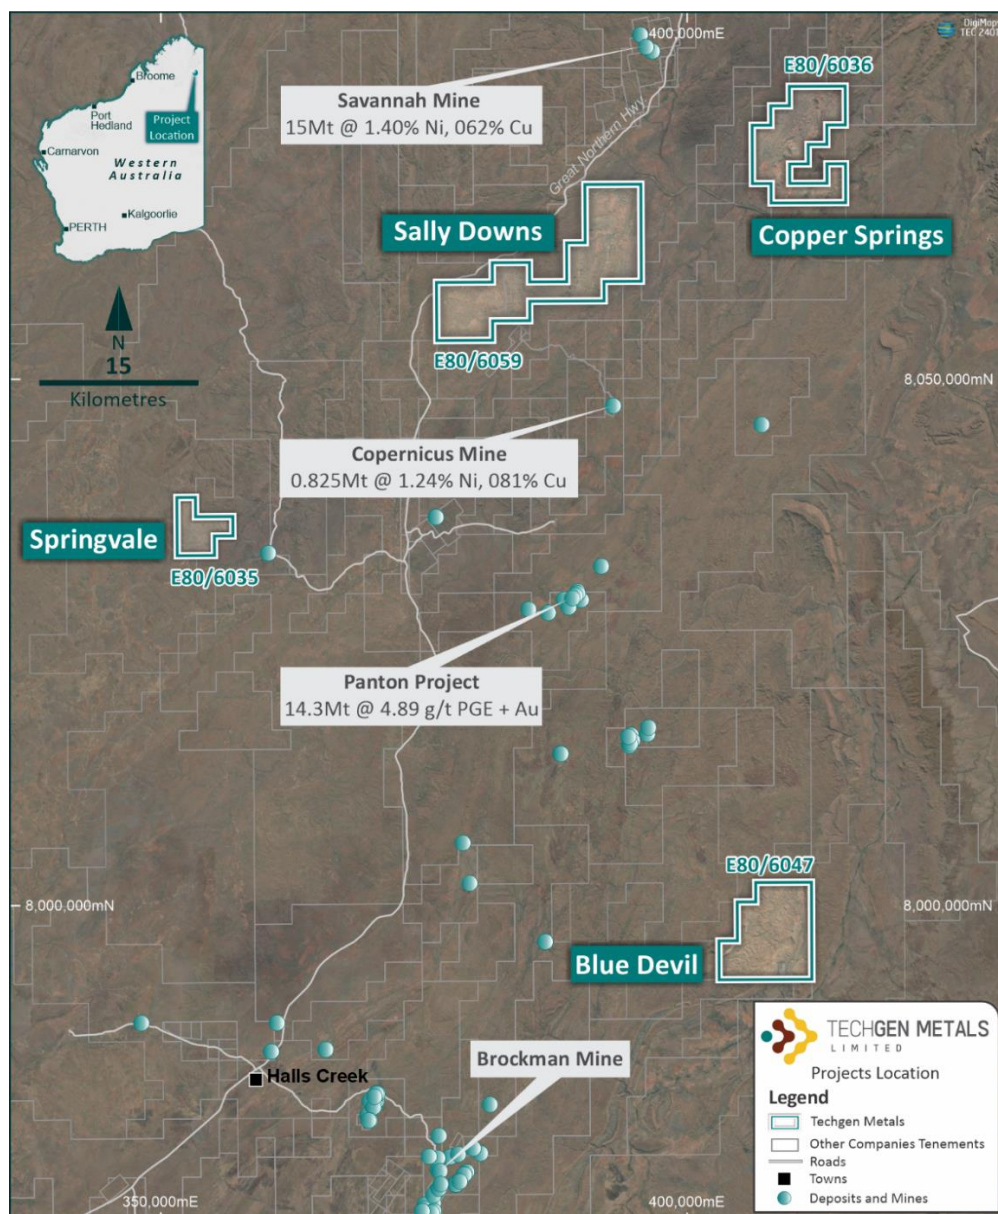 400,000mE
DigiMaps
TEC 2401
E80/6036
Broome
Port
Hedland
Project
Location
Carnarvon
Western
Australia
Kalgoorlie
PERTH
Savannah Mine
15Mt @ 1.40% Ni, 062% Cu
Great Northern Hwy
Sally Downs
Copper Springs
N
15
Kilometres
E80/6059
8,050,000mN
Copernicus Mine
0.825Mt @ 1.24% Ni, 081% Cu
Springvale
E80/6035
Panton Project
14.3Mt @ 4.89 g/t PGE + Au
E80/6047
8,000,000mN
8,000,000mN
Blue Devil
Halls Creek
Brockman Mine
350,000mE
400,000mE
TECHGEN METALS
LIMITED
Projects Location
Legend
Techgen Metals
Other Companies Tenements
Roads
Towns
Deposits and Mines